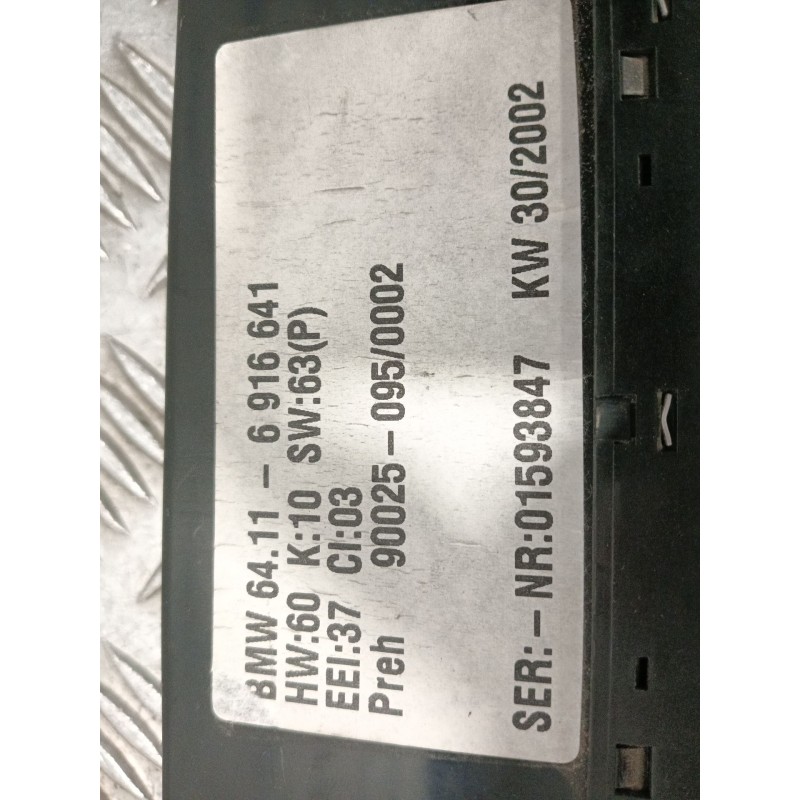 BMW 64.11 - 6 916 641
HW:60 K:10 SW:63(P)
EEI:37 CI:03
Preh 90025-095/0002
SER:-NR:01593847 KW 30/2002